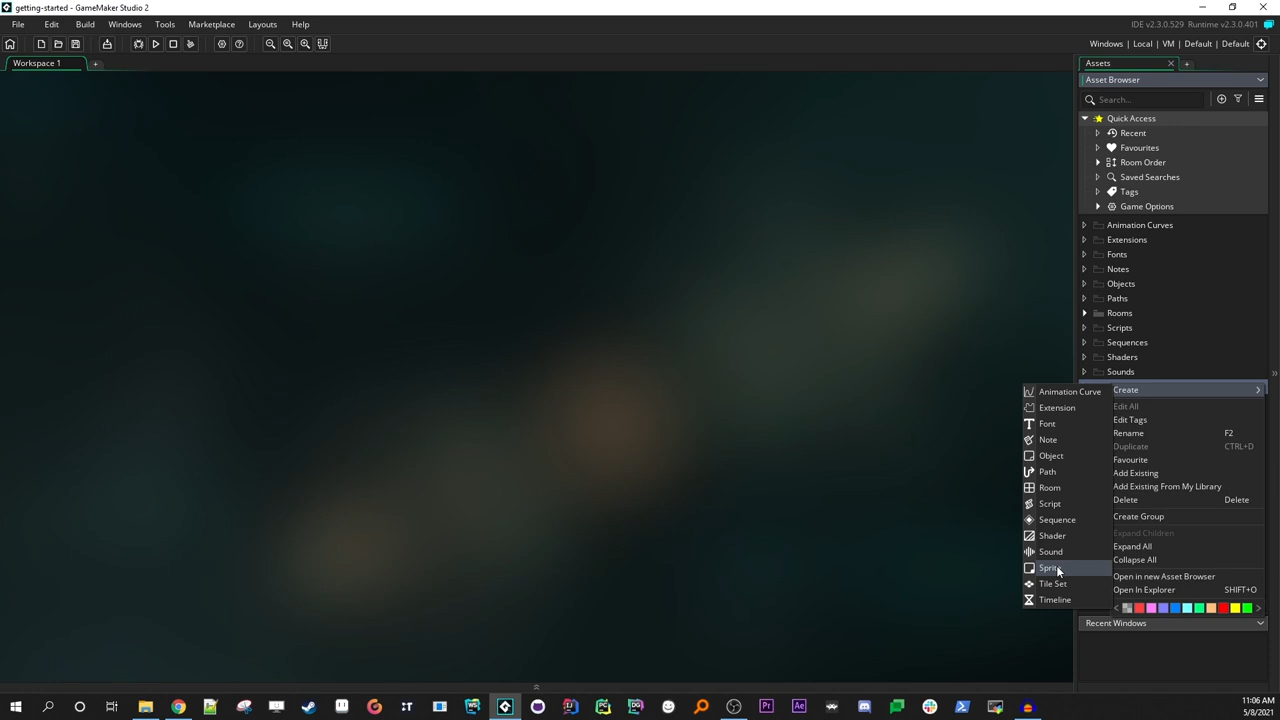 getting-started - GameMaker Studio 2
File Edit Build Windows Tools Marketplace Layouts Help
IDE v2.3.0.529 Runtime v2.3.0.401
Windows | Local | VM | Default | Default
Workspace 1
Assets
Asset Browser
Search...
Quick Access
Recent
Favourites
Room Order
Saved Searches
Tags
Game Options
Animation Curves
Extensions
Fonts
Notes
Objects
Paths
Rooms
Scripts
Sequences
Shaders
Sounds
Animation Curve
Extension
Font
Note
Object
Path
Room
Script
Sequence
Shader
Sound
Sprite
Tile Set
Timeline
Create
Edit All
Edit Tags
Rename F2
Duplicate CTRL+D
Favourite
Add Existing
Add Existing From My Library
Delete Delete
Create Group
Expand Children
Expand All
Collapse All
Open in new Asset Browser
Open In Explorer SHIFT+O
Recent Windows
WS
PC
DG
Pr
Ae
11:06 AM
5/8/2021